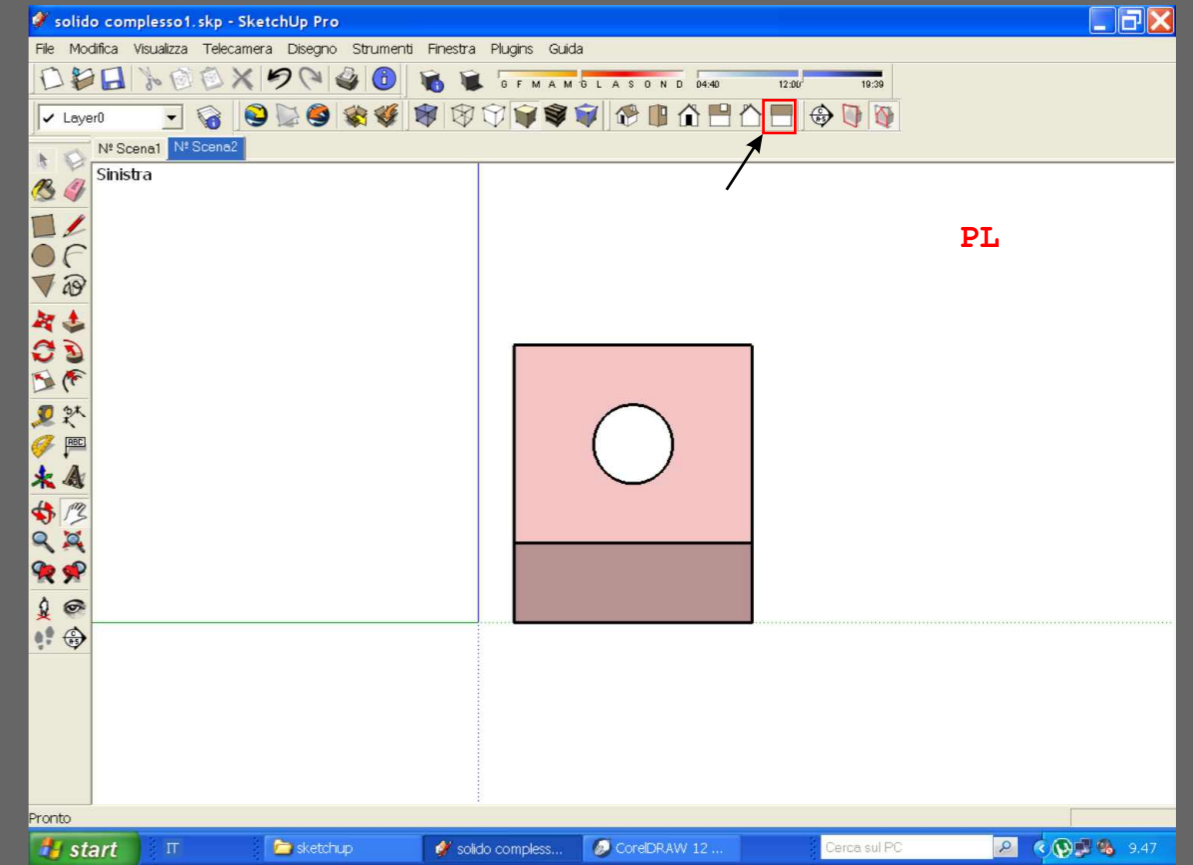 solido complesso1.skp - SketchUp Pro
File Modifica Visualizza Telecamera Disegno Strumenti Finestra Plugins Guida
G F M A M G L A S O N D 04:40 12:00 19:39
Layer0
N° Scena1 N° Scena2
Sinistra
PL
ABC
Pronto
start IT sketchup solido compless... CorelDRAW 12 ... Cerca sul PC 9.47